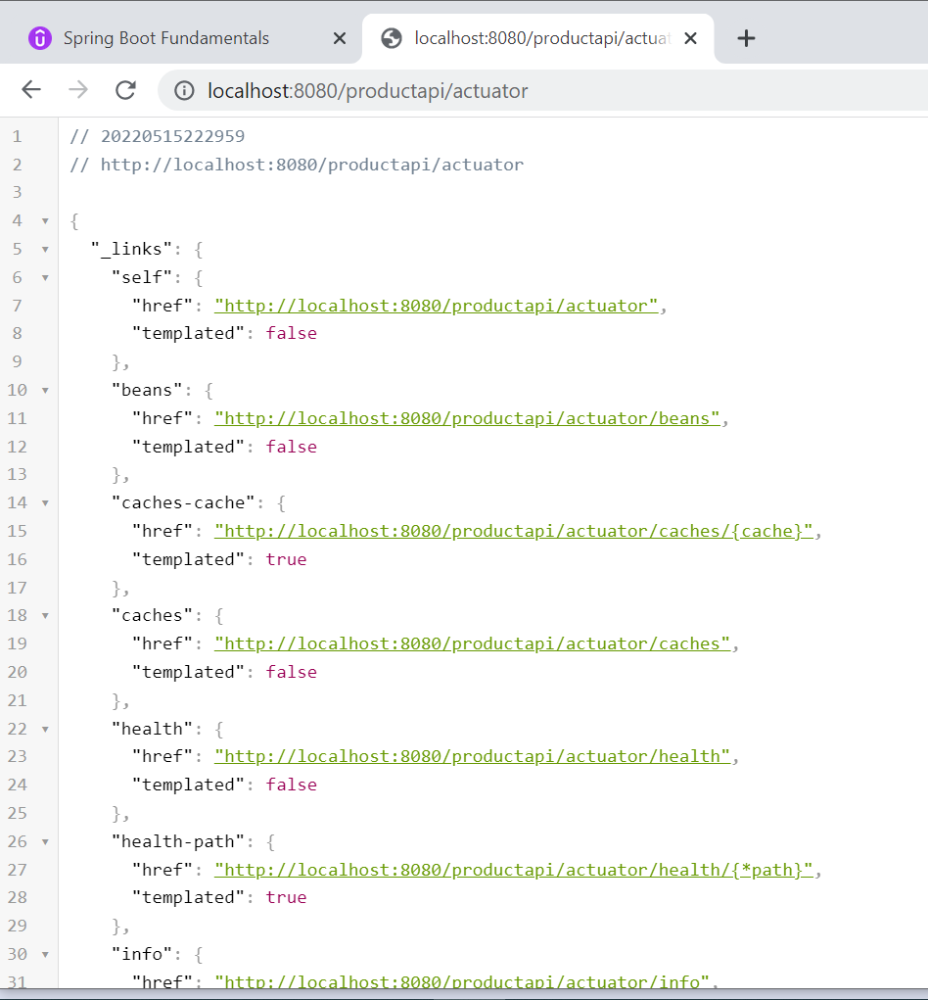 Spring Boot Fundamentals
localhost:8080/productapi/actuat
localhost:8080/productapi/actuator
1 // 20220515222959
2 // http://localhost:8080/productapi/actuator
3
4 {
5 "_links": {
6 "self": {
7 "href": "http://localhost:8080/productapi/actuator",
8 "templated": false
9 },
10 "beans": {
11 "href": "http://localhost:8080/productapi/actuator/beans",
12 "templated": false
13 },
14 "caches-cache": {
15 "href": "http://localhost:8080/productapi/actuator/caches/{cache}",
16 "templated": true
17 },
18 "caches": {
19 "href": "http://localhost:8080/productapi/actuator/caches",
20 "templated": false
21 },
22 "health": {
23 "href": "http://localhost:8080/productapi/actuator/health",
24 "templated": false
25 },
26 "health-path": {
27 "href": "http://localhost:8080/productapi/actuator/health/{*path}",
28 "templated": true
29 },
30 "info": {
31 "href": "http://localhost:8080/productapi/actuator/info",